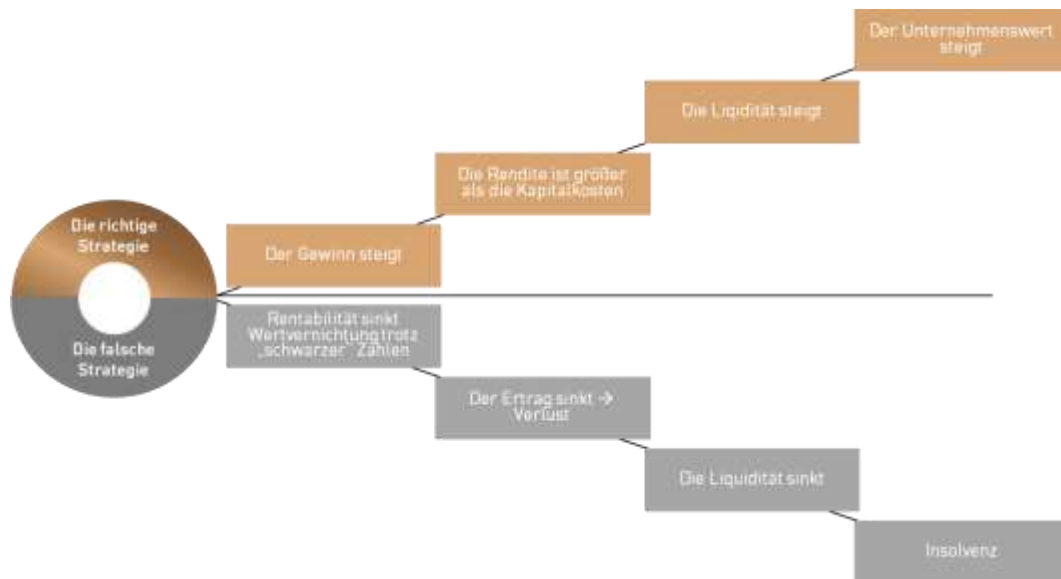 Die richtige
Strategie
Die falsche
Strategie
Der Gewinn steigt
Die Rendite ist größer
als die Kapitalkosten
Die Liqidität steigt
Der Unternehmenswert
steigt
Rentabilität sinkt
Wertvernichtung trotz
„schwarzer“ Zahlen
Der Ertrag sinkt →
Verlust
Die Liquidität sinkt
Insolvenz